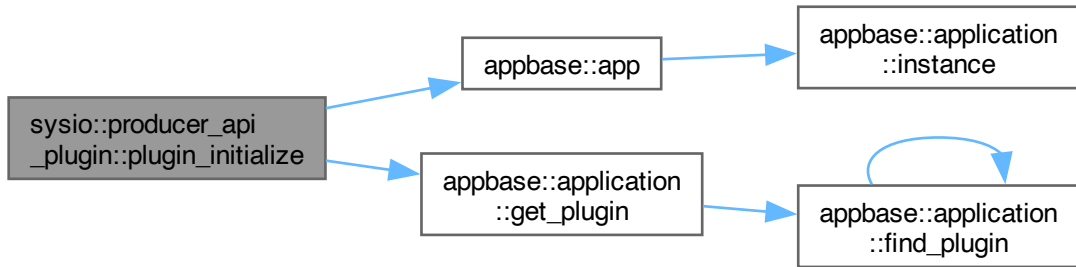 sysio::producer_api
_plugin::plugin_initialize
appbase::app
appbase::application
::instance
appbase::application
::get_plugin
appbase::application
::find_plugin